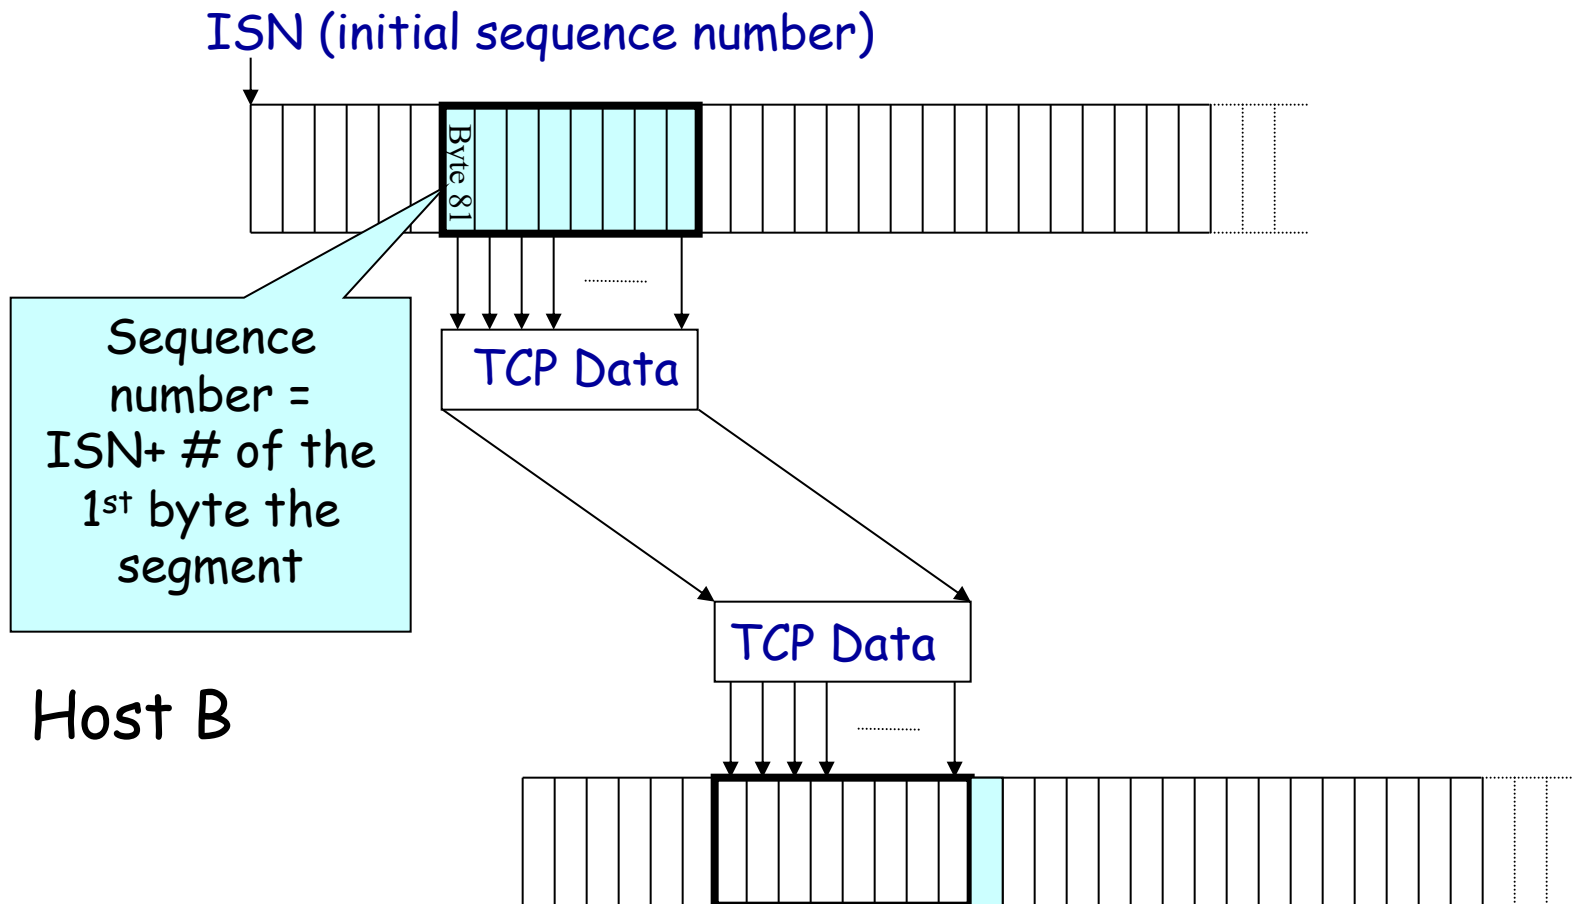 ISN (initial sequence number)
Byte 81
Sequence
number =
ISN+ # of the
1st byte the
segment
TCP Data
TCP Data
Host B